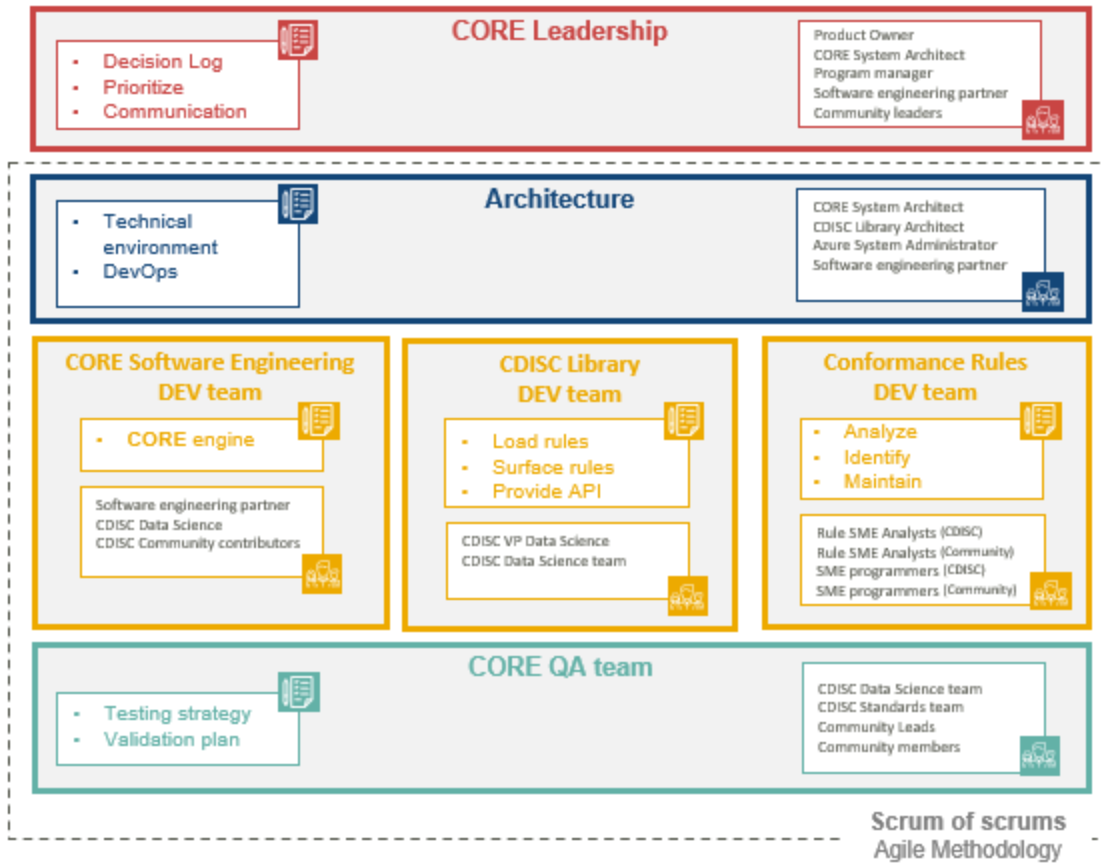 CORE Leadership
Decision Log
Prioritize
Communication
Product Owner
CORE System Architect
Program manager
Software engineering partner
Community leaders
Architecture
Technical
environment
DevOps
CORE System Architect
CDISC Library Architect
Azure System Administrator
Software engineering partner
CORE Software Engineering
DEV team
CORE engine
Software engineering partner
CDISC Data Science
CDISC Community contributors
CDISC Library
DEV team
Load rules
Surface rules
Provide API
CDISC VP Data Science
CDISC Data Science team
Conformance Rules
DEV team
Analyze
Identify
Maintain
Rule SME Analysts (CDISC)
Rule SME Analysts (Community)
SME programmers (CDISC)
SME programmers (Community)
CORE QA team
Testing strategy
Validation plan
CDISC Data Science team
CDISC Standards team
Community Leads
Community members
Scrum of scrums
Agile Methodology